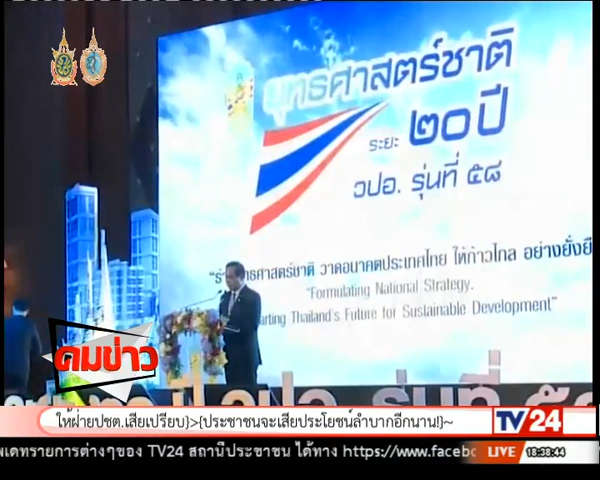 ยุทธศาสตร์ชาติ
ระยะ ๒๐ ปี
วปอ. รุ่นที่ ๕๘
ยุทธศาสตร์ชาติ วาดอนาคตประเทศไทย ให้ก้าวไกล อย่างยั่งยืน
"Formulating National Strategy.
Thailand's Future for Sustainable Development"
คมข่าว
รุ่นที่
ให้ฝ่ายปชต.เสียเปรียบ}>{ประชาชนจะเสียประโยชน์ลำบากอีกนาน!}~
TV24
พเดทรายการต่างๆของ TV24 สถานีประชาชน ได้ทาง https://www.facebo
LIVE 18:38:44